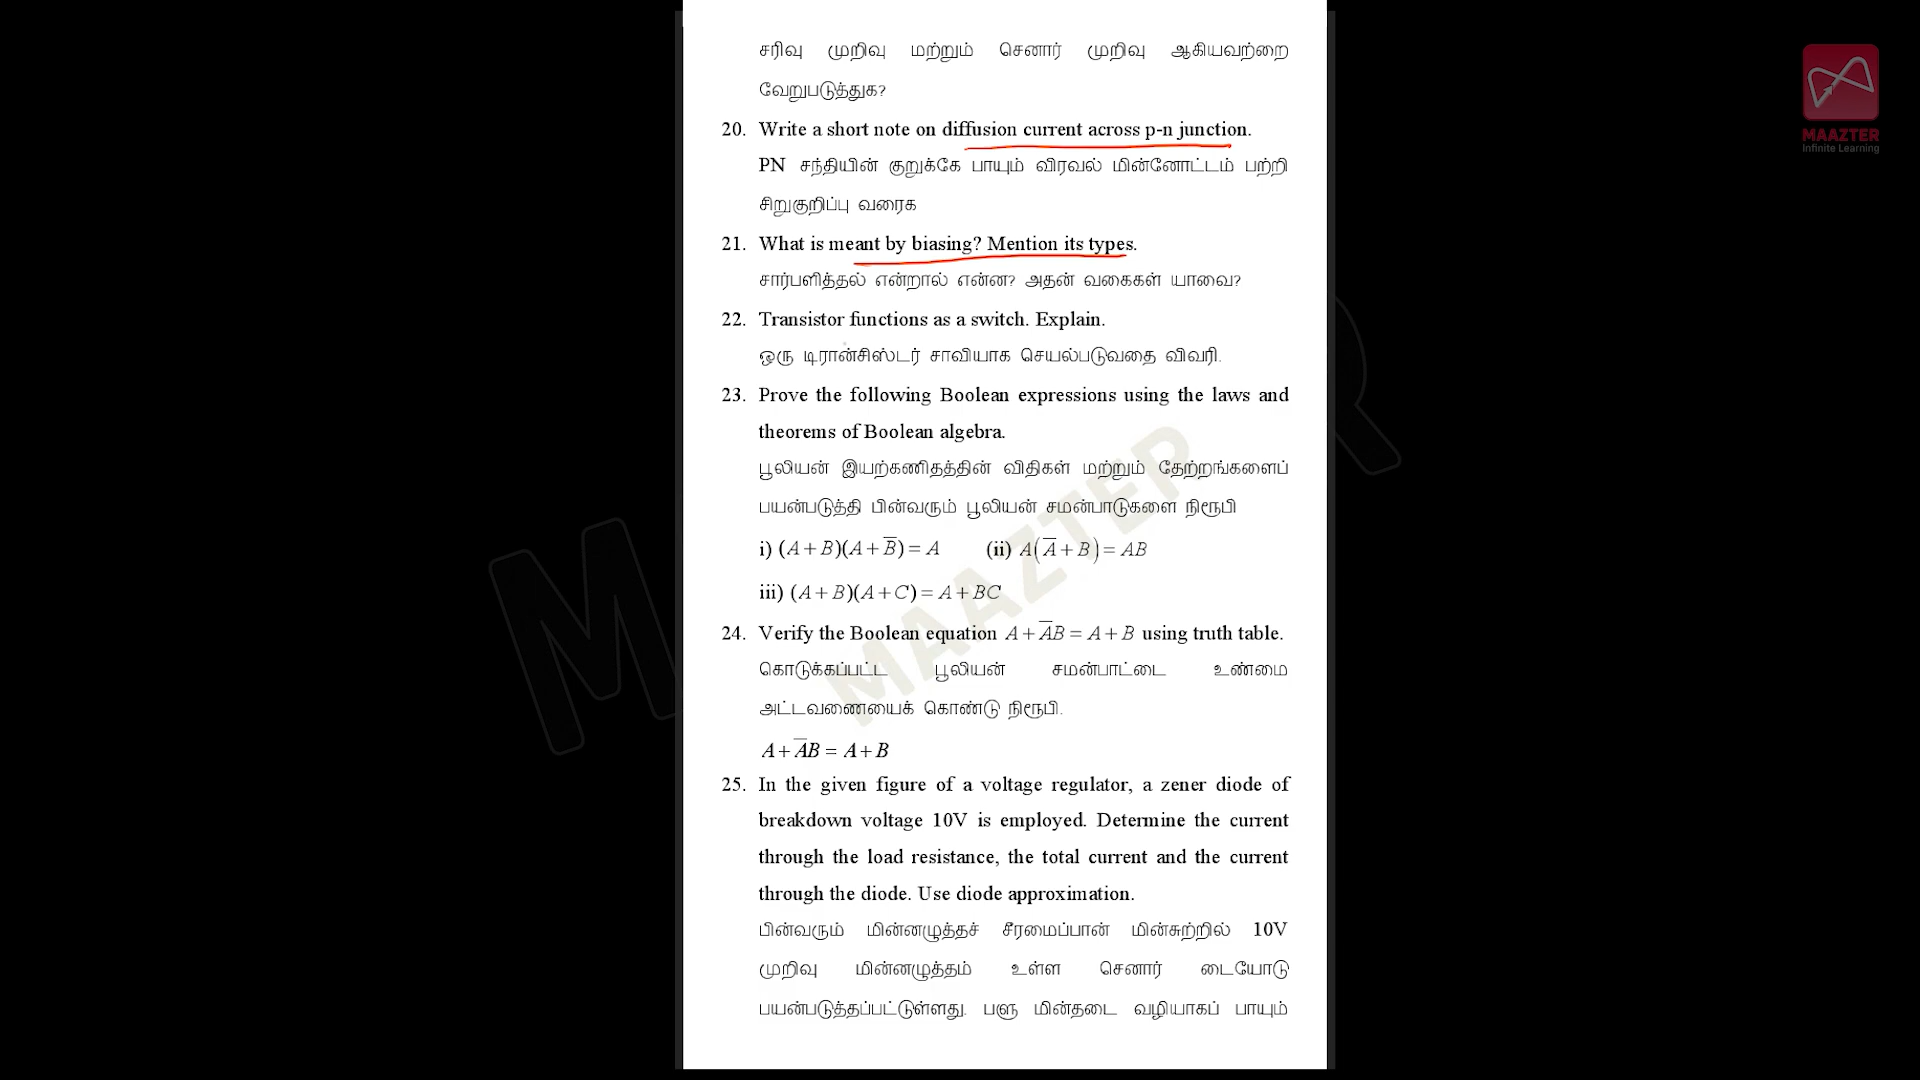 சரிவு முறிவு மற்றும் செனார் முறிவு ஆகியவற்றை
வேறுபடுத்துக?
20. Write a short note on diffusion current across p-n junction.
PN சந்தியின் குறுக்கே பாயும் விரவல் மின்னோட்டம் பற்றி
சிறுகுறிப்பு வரைக
21. What is meant by biasing? Mention its types.
சார்பளித்தல் என்றால் என்ன? அதன் வகைகள் யாவை?
22. Transistor functions as a switch. Explain.
ஒரு டிரான்சிஸ்டர் சாவியாக செயல்படுவதை விவரி.
23. Prove the following Boolean expressions using the laws and
theorems of Boolean algebra.
பூலியன் இயற்கணிதத்தின் விதிகள் மற்றும் தேற்றங்களைப்
பயன்படுத்தி பின்வரும் பூலியன் சமன்பாடுகளை நிரூபி
i) (A+B)(A+B̅)=A (ii) A(A̅+B)=AB
iii) (A+B)(A+C)=A+BC
24. Verify the Boolean equation A+A̅B=A+B using truth table.
கொடுக்கப்பட்ட பூலியன் சமன்பாட்டை உண்மை
அட்டவணையைக் கொண்டு நிரூபி.
A+A̅B=A+B
25. In the given figure of a voltage regulator, a zener diode of
breakdown voltage 10V is employed. Determine the current
through the load resistance, the total current and the current
through the diode. Use diode approximation.
பின்வரும் மின்னழுத்தச் சீரமைப்பான் மின்சுற்றில் 10V
முறிவு மின்னழுத்தம் உள்ள செனார் டையோடு
பயன்படுத்தப்பட்டுள்ளது. பளு மின்தடை வழியாகப் பாயும்
MAAZTER
MAAZTER
Infinite Learning